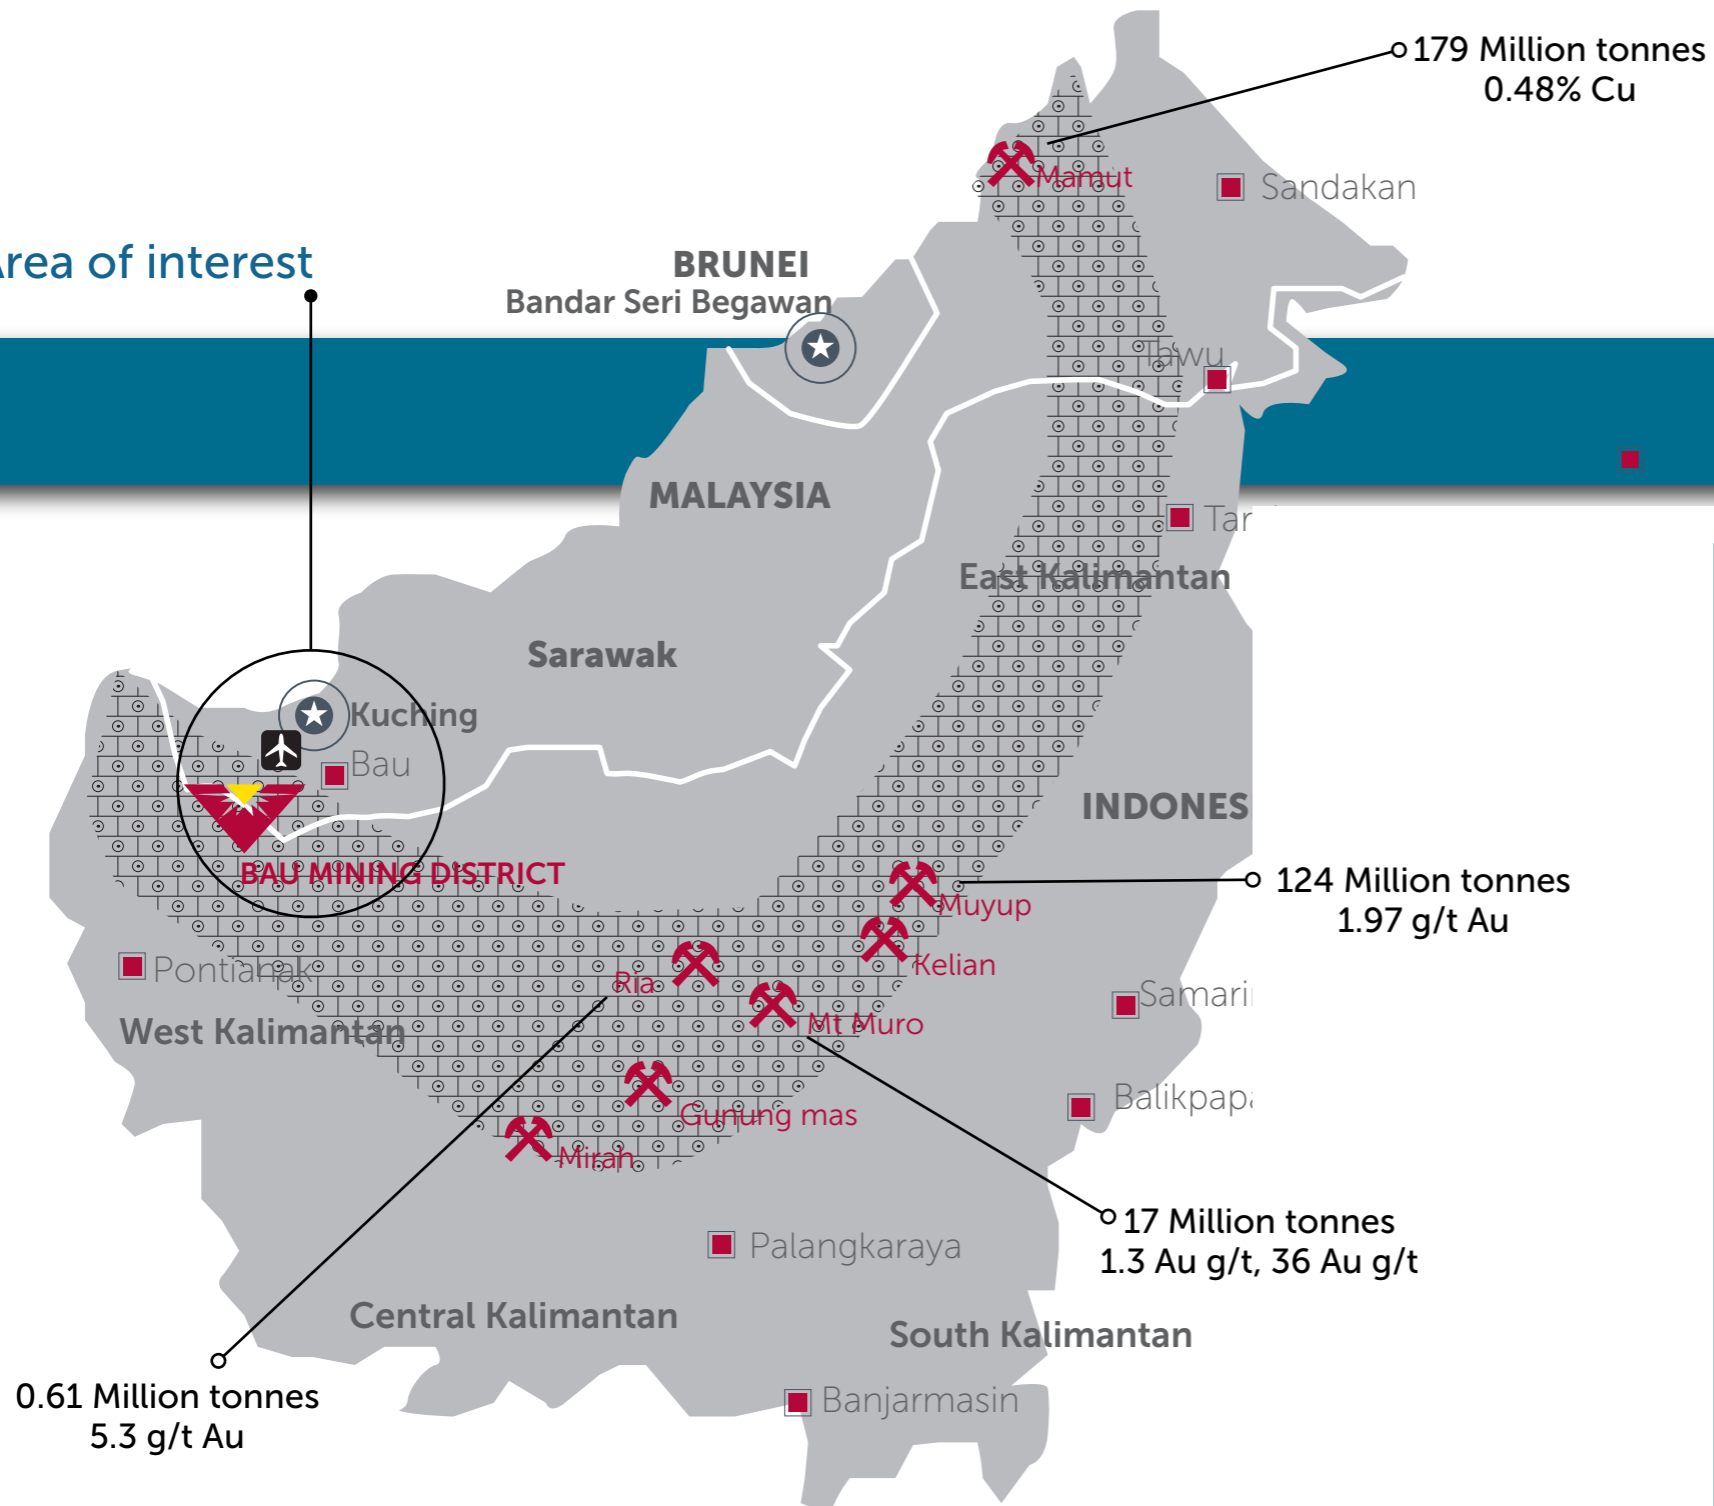 179 Million tonnes
0.48% Cu
Mamut
Sandakan
Area of interest
BRUNEI
Bandar Seri Begawan
Tawu
MALAYSIA
East Kalimantan
Sarawak
Kuching
Bau
INDONES
BAU MINING DISTRICT
124 Million tonnes
1.97 g/t Au
Muyup
Kelian
Pontianak
Ria
Mt Muro
West Kalimantan
Gunung mas
Mirah
17 Million tonnes
1.3 Au g/t, 36 Au g/t
Palangkaraya
Central Kalimantan
South Kalimantan
0.61 Million tonnes
5.3 g/t Au
Banjarmasin